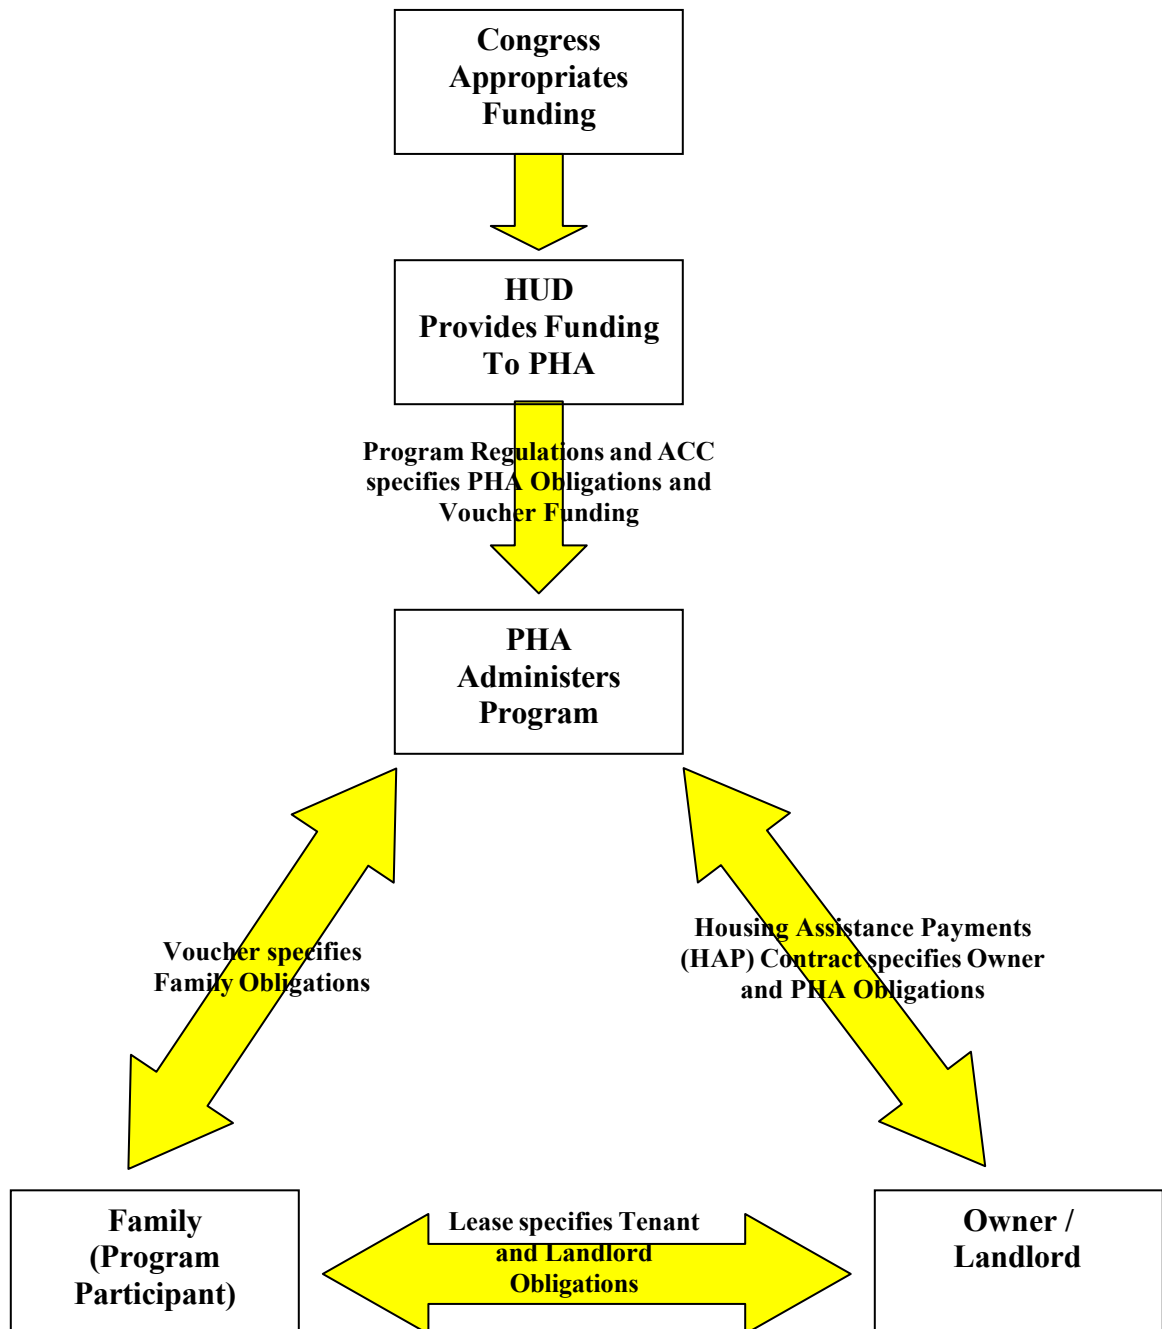 Congress
Appropriates
Funding
HUD
Provides Funding
To PHA
Program Regulations and ACC
specifies PHA Obligations and
Voucher Funding
PHA
Administers
Program
Voucher specifies
Family Obligations
Housing Assistance Payments
(HAP) Contract specifies Owner
and PHA Obligations
Family
(Program
Participant)
Lease specifies Tenant
and Landlord
Obligations
Owner /
Landlord